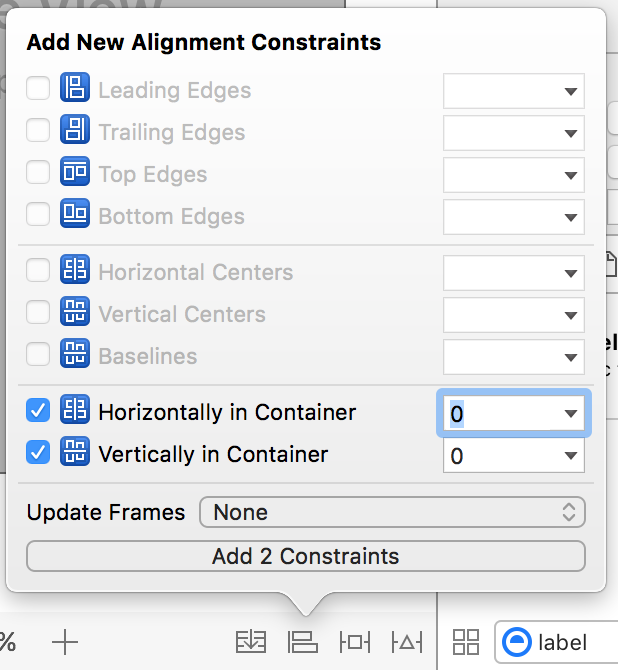 Add New Alignment Constraints
Leading Edges
Trailing Edges
Top Edges
Bottom Edges
Horizontal Centers
Vertical Centers
Baselines
Horizontally in Container 0
Vertically in Container 0
Update Frames None
Add 2 Constraints
%
label